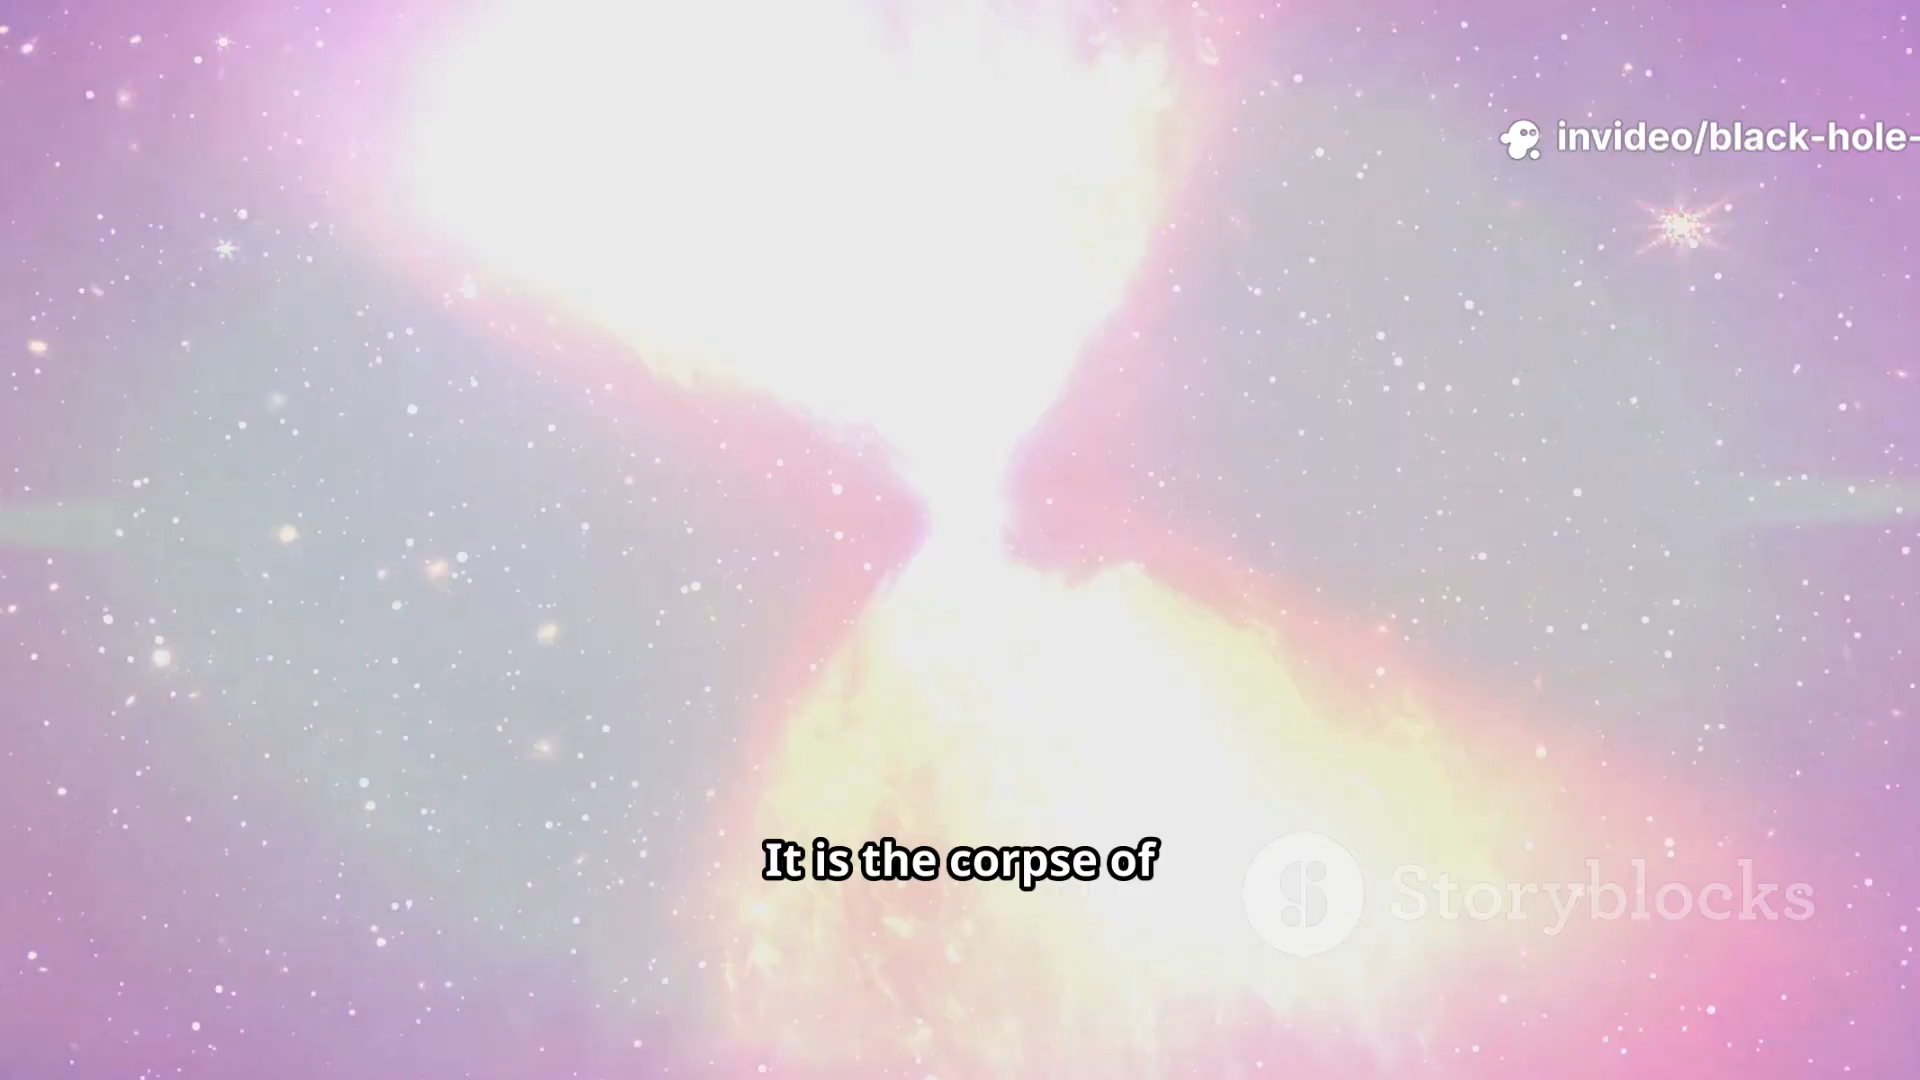 invideo/black-hole-
It is the corpse of
Storyblocks